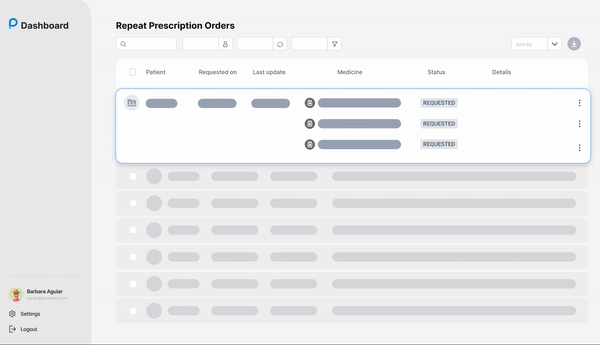 Dashboard
Repeat Prescription Orders
Sort by
Patient Requested on Last update Medicine Status Details
REQUESTED
REQUESTED
REQUESTED
Barbara Aguiar
Settings
Logout